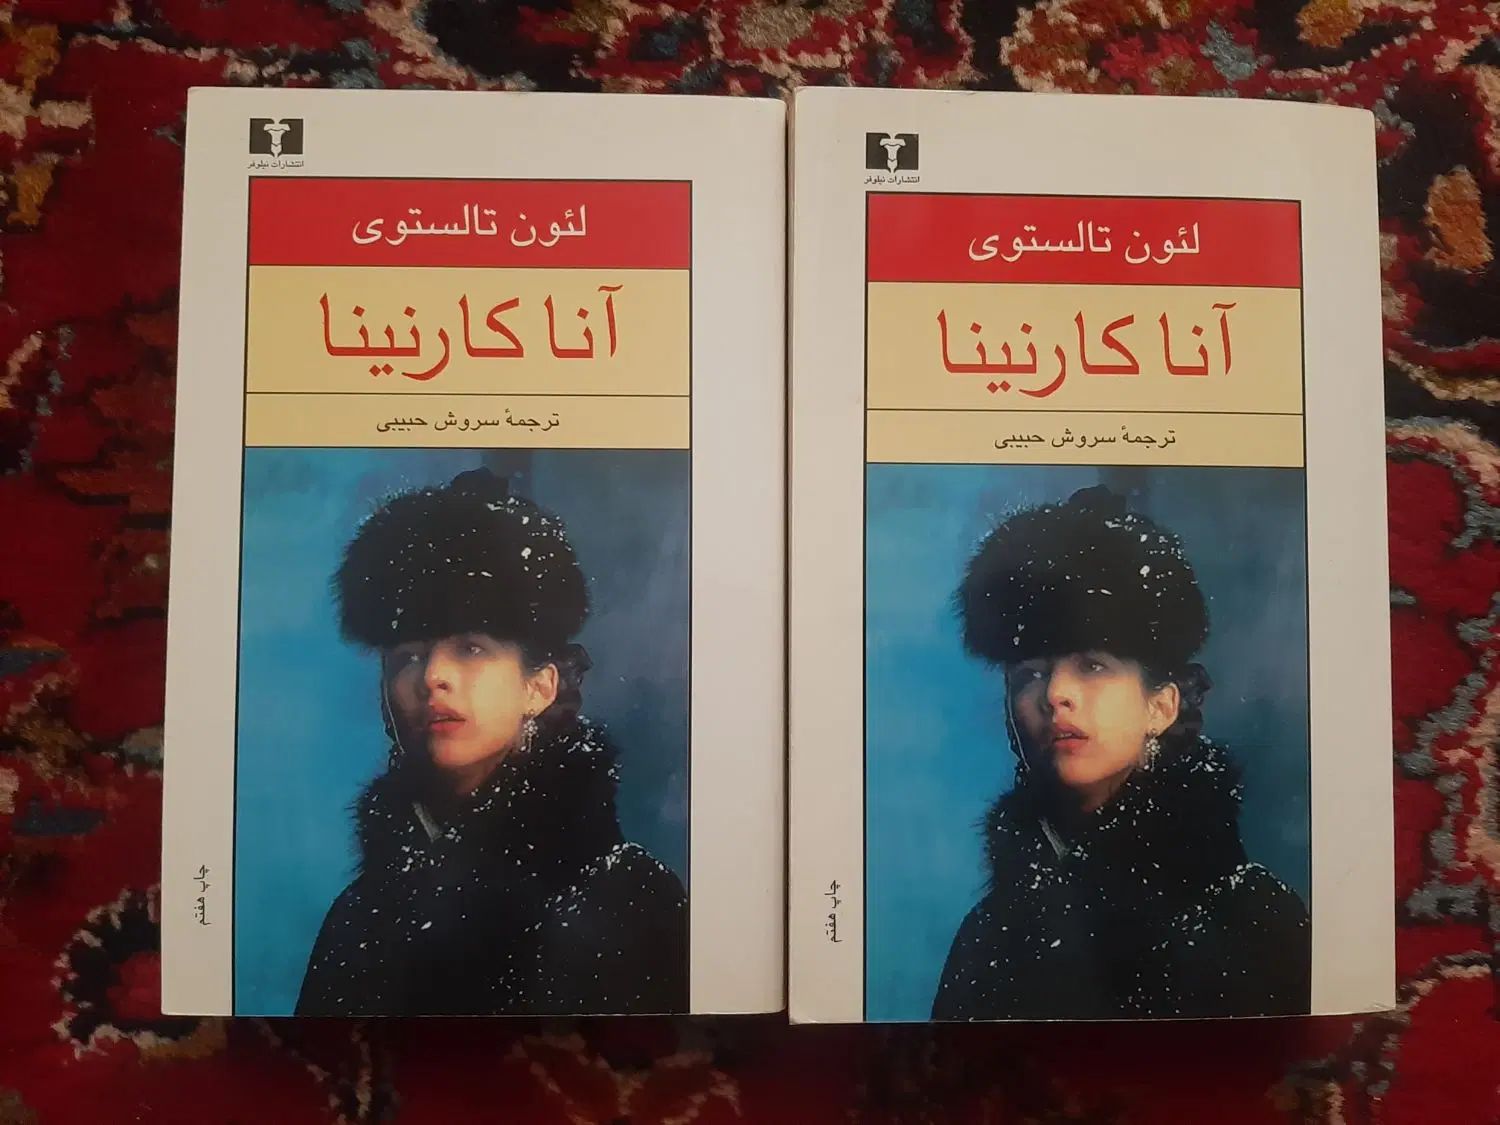 انتشارات نیلوفر
لئون تالستوی
آنا کارنینا
ترجمهٔ سروش حبیبی
چاپ هفتم
انتشارات نیلوفر
لئون تالستوی
آنا کارنینا
ترجمهٔ سروش حبیبی
چاپ هفتم